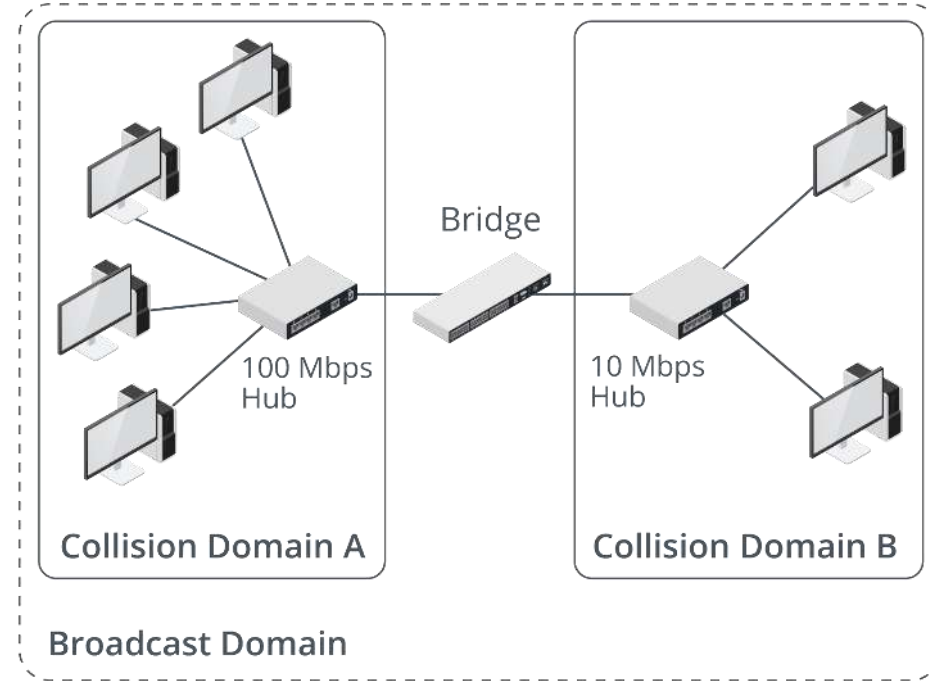 Bridge
100 Mbps
Hub
10 Mbps
Hub
Collision Domain A
Collision Domain B
Broadcast Domain